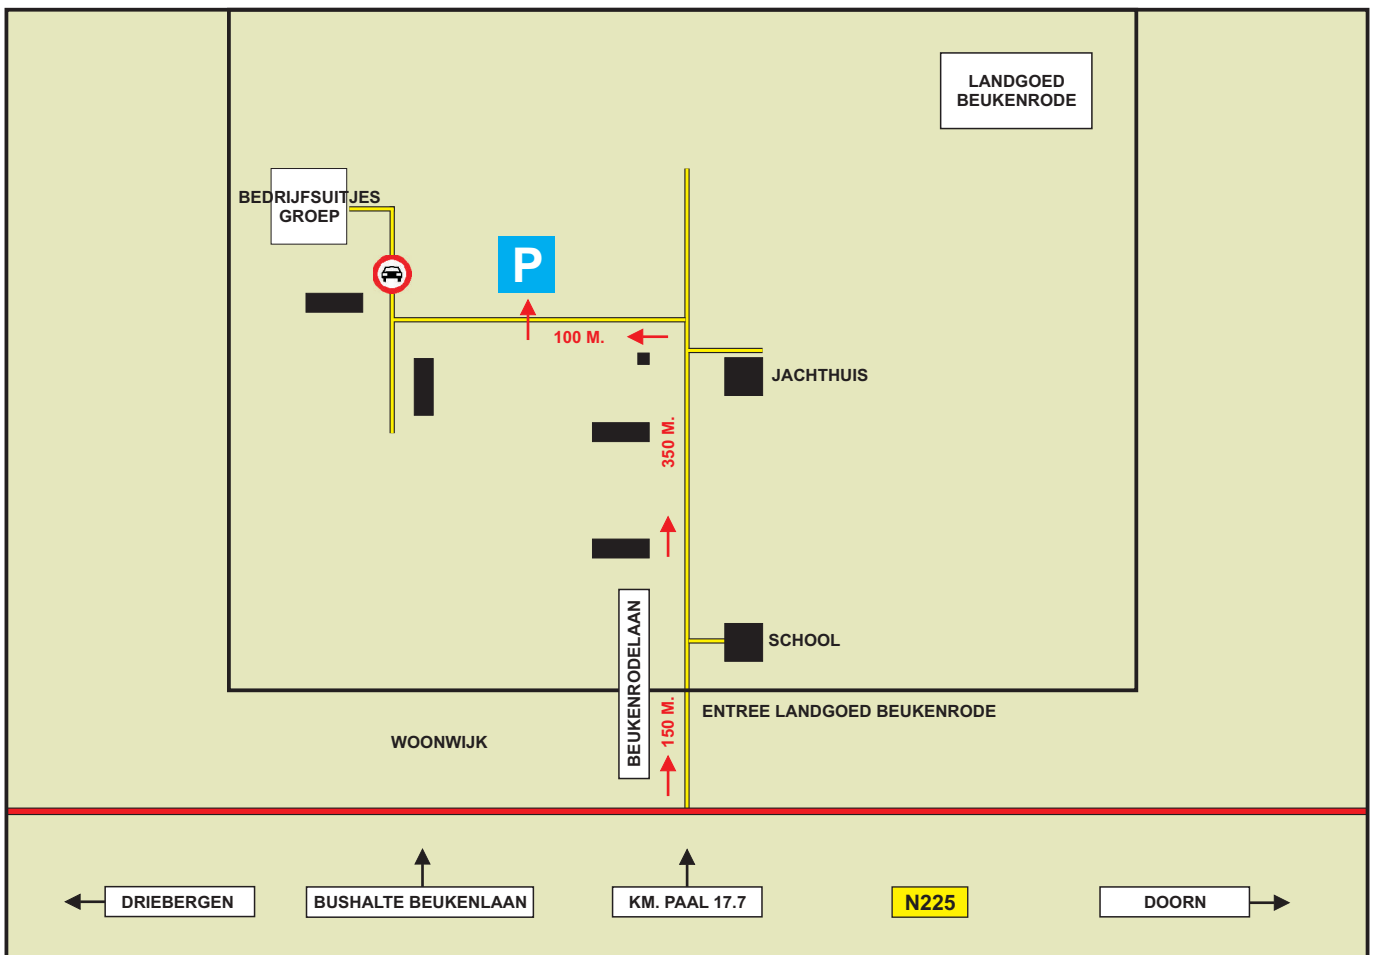 LANDGOED
BEUKENRODE
BEDRIJFSUITJES
GROEP
P
100 M.
JACHTHUIS
350 M.
BEUKENRODELAAN
SCHOOL
150 M.
ENTREE LANDGOED BEUKENRODE
WOONWIJK
DRIEBERGEN
BUSHALTE BEUKENLAAN
KM. PAAL 17.7
N225
DOORN